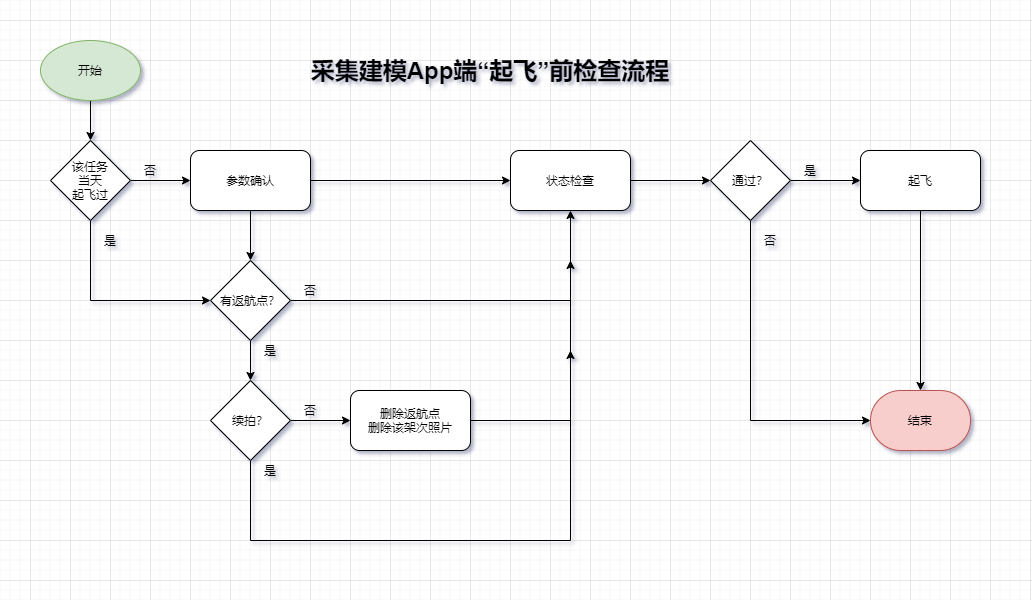 采集建模App端“起飞”前检查流程
开始
该任务
当天
起飞过
否
参数确认
状态检查
通过?
是
起飞
是
否
有返航点?
否
是
续拍?
否
删除返航点
删除该架次照片
结束
是